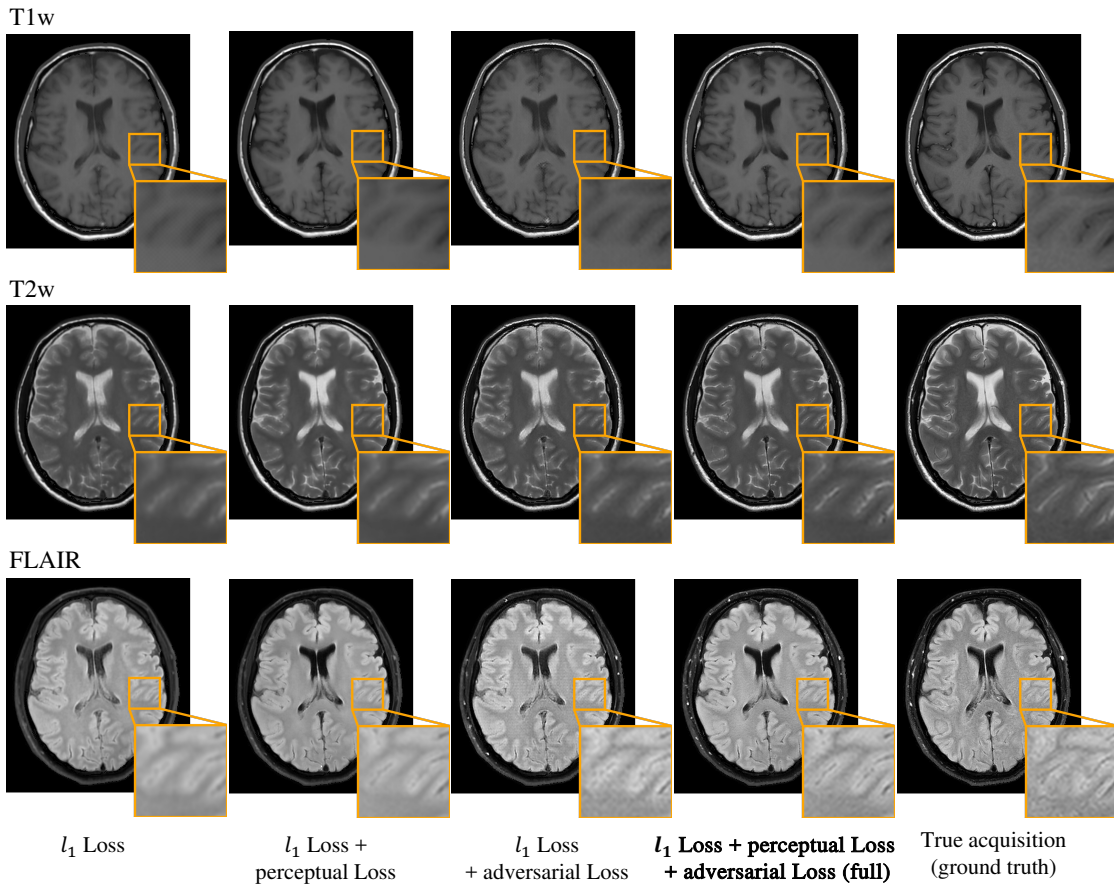 T1w
T2w
FLAIR
l₁ Loss
l₁ Loss +
perceptual Loss
l₁ Loss
+ adversarial Loss
l₁ Loss + perceptual Loss
+ adversarial Loss (full)
True acquisition
(ground truth)